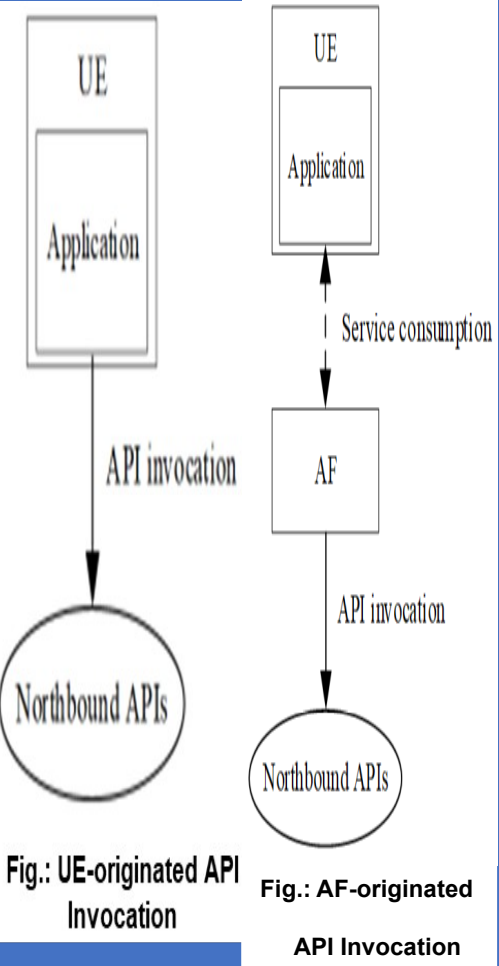 UE
Application
API invocation
Northbound APIs
Fig.: UE-originated API
Invocation
UE
Application
Service consumption
AF
API invocation
Northbound APIs
Fig.: AF-originated
API Invocation